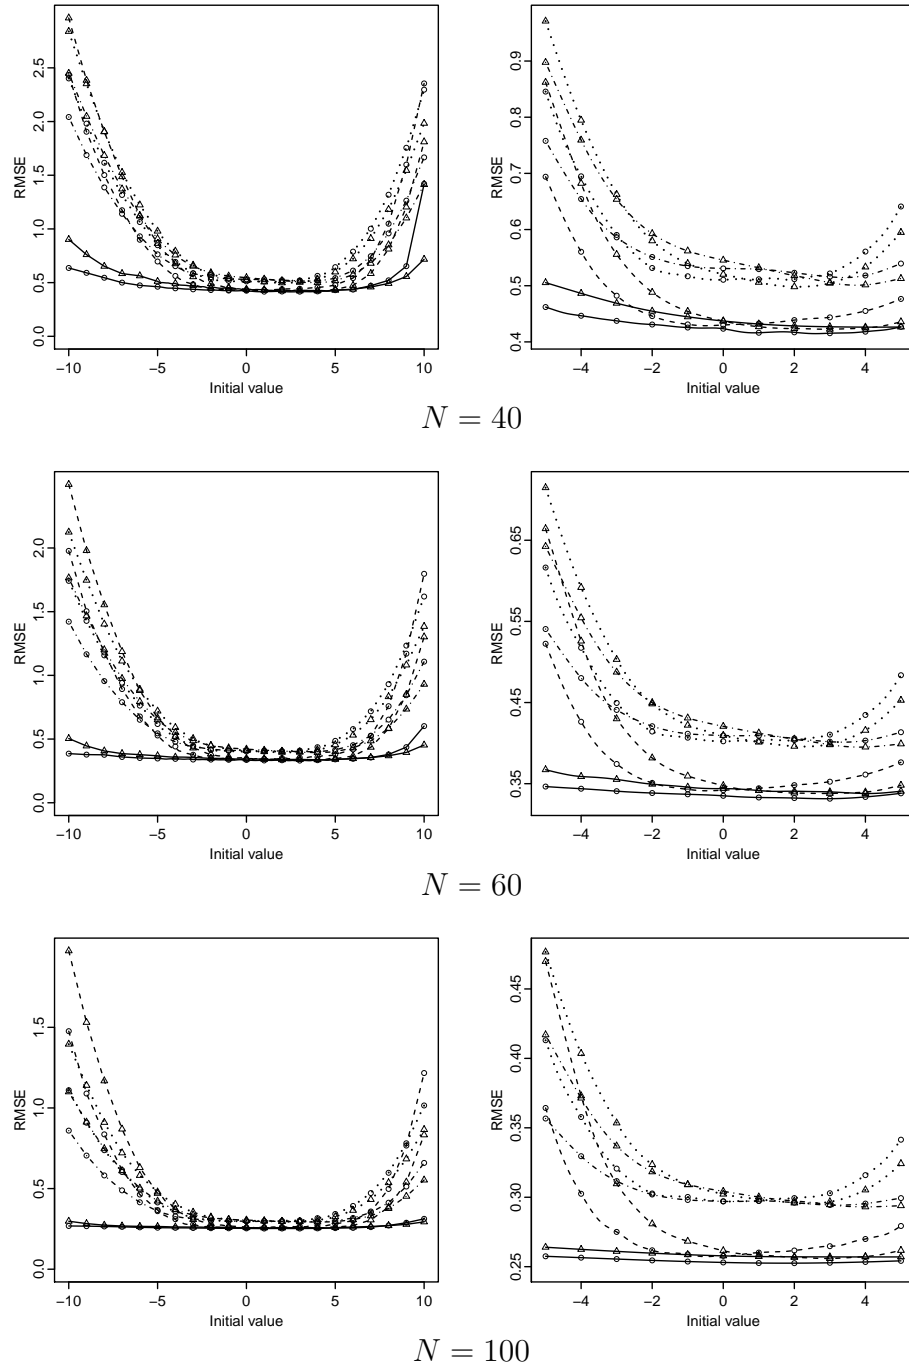 RMSE
0.0 0.5 1.0 1.5 2.0 2.5
−10 −5 0 5 10
Initial value
RMSE
0.4 0.5 0.6 0.7 0.8 0.9
−4 −2 0 2 4
Initial value
N = 40
RMSE
0.0 0.5 1.0 1.5 2.0
−10 −5 0 5 10
Initial value
RMSE
0.35 0.45 0.55 0.65
−4 −2 0 2 4
Initial value
N = 60
RMSE
0.0 0.5 1.0 1.5
−10 −5 0 5 10
Initial value
RMSE
0.25 0.30 0.35 0.40 0.45
−4 −2 0 2 4
Initial value
N = 100